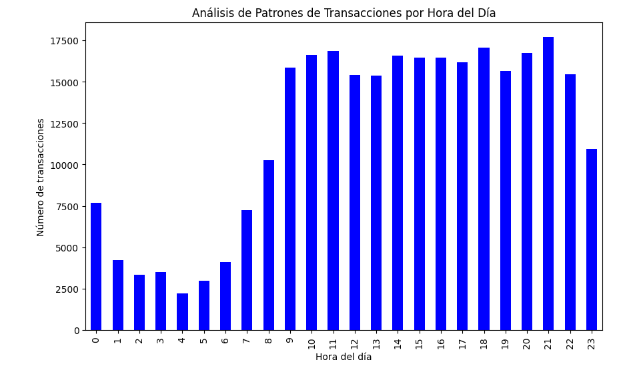 Análisis de Patrones de Transacciones por Hora del Día
Número de transacciones
17500
15000
12500
10000
7500
5000
2500
0
0 1 2 3 4 5 6 7 8 9 10 11 12 13 14 15 16 17 18 19 20 21 22 23
Hora del día